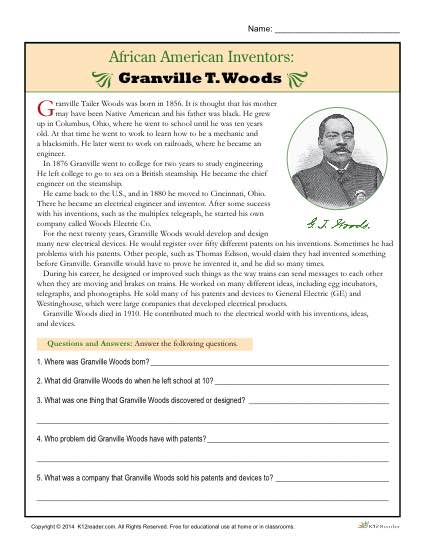 Name: ___________________________
African American Inventors:
Granville T. Woods
Granville Tailer Woods was born in 1856. It is thought that his mother
may have been Native American and his father was black. He grew
up in Columbus, Ohio, where he went to school until he was ten years
old. At that time he went to work to learn how to be a mechanic and
a blacksmith. He later went to work on railroads, where he became an
engineer.
In 1876 Granville went to college for two years to study engineering.
He left college to go to sea on a British steamship. He became the chief
engineer on the steamship.
He came back to the U.S., and in 1880 he moved to Cincinnati, Ohio.
There he became an electrical engineer and inventor. After some success
with his inventions, such as the multiplex telegraph, he started his own
company called Woods Electric Co.
G. T. Woods.
For the next twenty years, Granville Woods would develop and design
many new electrical devices. He would register over fifty different patents on his inventions. Sometimes he had
problems with his patents. Other people, such as Thomas Edison, would claim they had invented something
before Granville. Granville would have to prove he invented it, and he did so many times.
During his career, he designed or improved such things as the way trains can send messages to each other
when they are moving and brakes on trains. He worked on many different ideas, including egg incubators,
telegraphs, and phonographs. He sold many of his patents and devices to General Electric (GE) and
Westinghouse, which were large companies that developed electrical products.
Granville Woods died in 1910. He contributed much to the electrical world with his inventions, ideas,
and devices.
Questions and Answers: Answer the following questions.
1. Where was Granville Woods born?
2. What did Granville Woods do when he left school at 10?
3. What was one thing that Granville Woods discovered or designed?
4. Who problem did Granville Woods have with patents?
5. What was a company that Granville Woods sold his patents and devices to?
Copyright © 2014 K12reader.com. All Rights Reserved. Free for educational use at home or in classrooms.
K12Reader